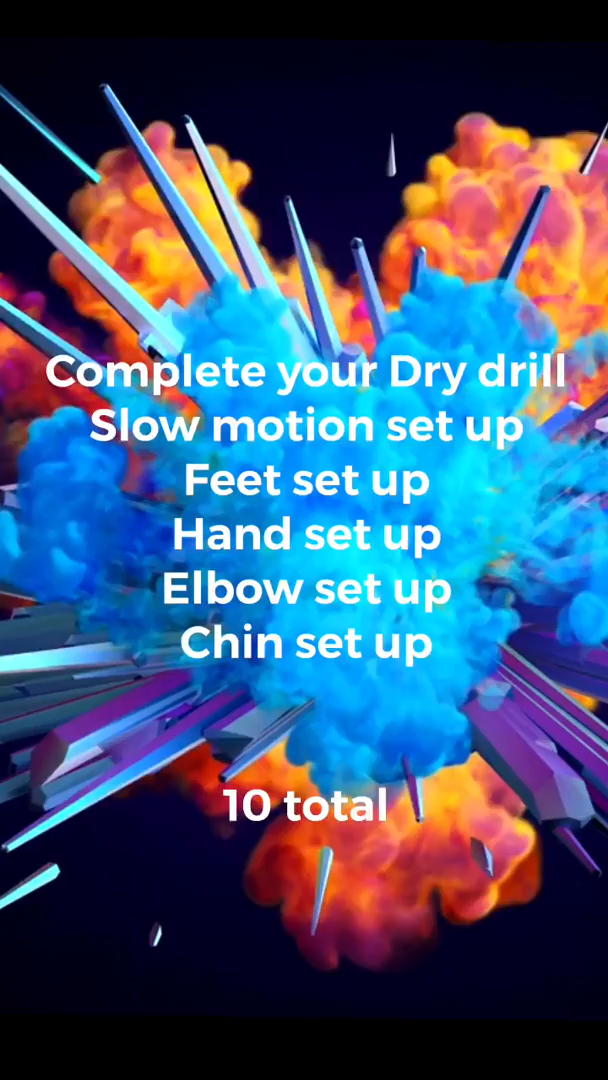 Complete your Dry drill
Slow motion set up
Feet set up
Hand set up
Elbow set up
Chin set up
10 total